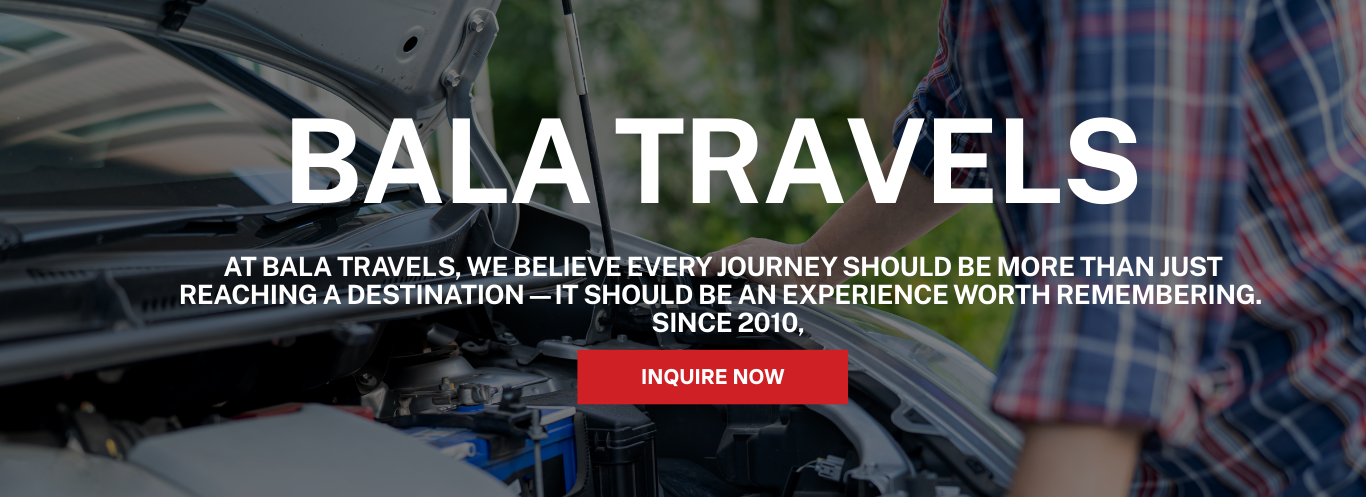 BALA TRAVELS
AT BALA TRAVELS, WE BELIEVE EVERY JOURNEY SHOULD BE MORE THAN JUST
REACHING A DESTINATION — IT SHOULD BE AN EXPERIENCE WORTH REMEMBERING.
SINCE 2010,
INQUIRE NOW